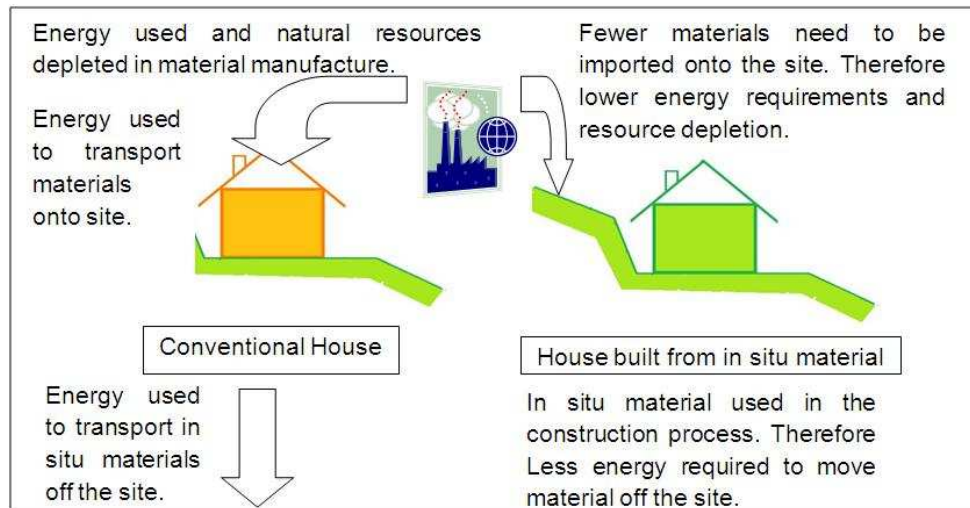 Energy used and natural resources
depleted in material manufacture.
Energy used
to transport
materials
onto site.
Fewer materials need to be
imported onto the site. Therefore
lower energy requirements and
resource depletion.
Conventional House
House built from in situ material
Energy used
to transport in
situ materials
off the site.
In situ material used in the
construction process. Therefore
Less energy required to move
material off the site.